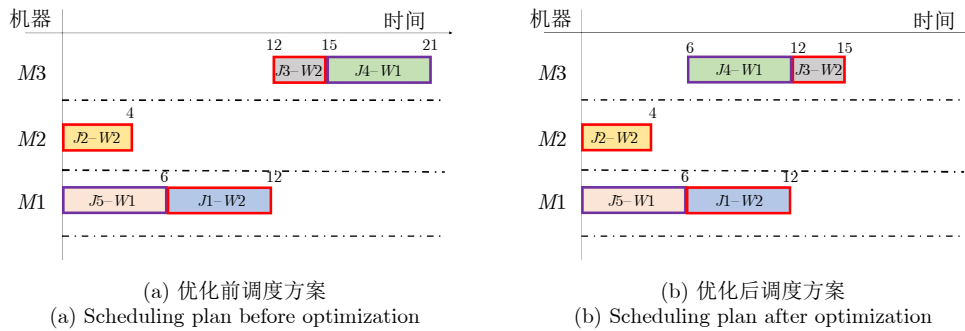 机器
时间
12
15
21
M3
J3–W2
J4–W1
4
M2
J2–W2
6
12
M1
J5–W1
J1–W2
(a) 优化前调度方案
(a) Scheduling plan before optimization
机器
时间
6
12
15
M3
J4–W1
J3–W2
4
M2
J2–W2
6
12
M1
J5–W1
J1–W2
(b) 优化后调度方案
(b) Scheduling plan after optimization